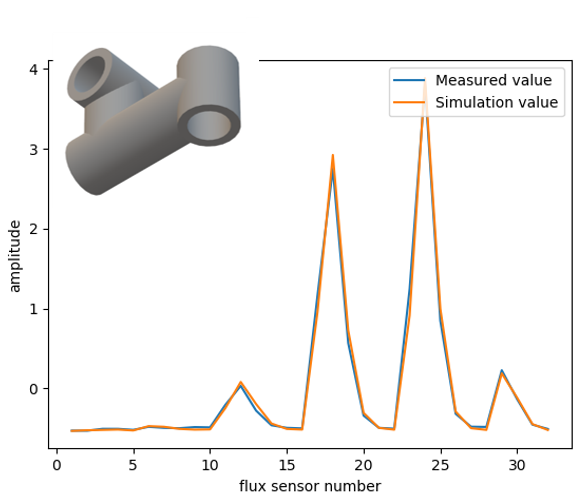 4
3
2
1
0
amplitude
Measured value
Simulation value
0 5 10 15 20 25 30
flux sensor number